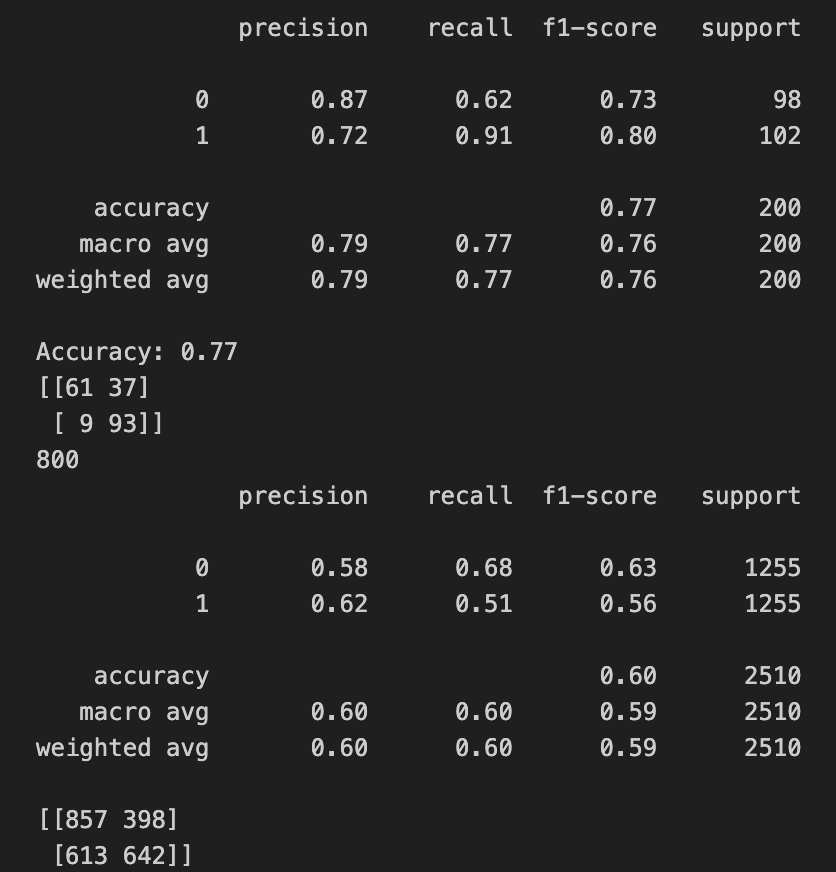 precision recall f1-score support
0 0.87 0.62 0.73 98
1 0.72 0.91 0.80 102
accuracy 0.77 200
macro avg 0.79 0.77 0.76 200
weighted avg 0.79 0.77 0.76 200
Accuracy: 0.77
[[61 37]
[ 9 93]]
800
precision recall f1-score support
0 0.58 0.68 0.63 1255
1 0.62 0.51 0.56 1255
accuracy 0.60 2510
macro avg 0.60 0.60 0.59 2510
weighted avg 0.60 0.60 0.59 2510
[[857 398]
[613 642]]